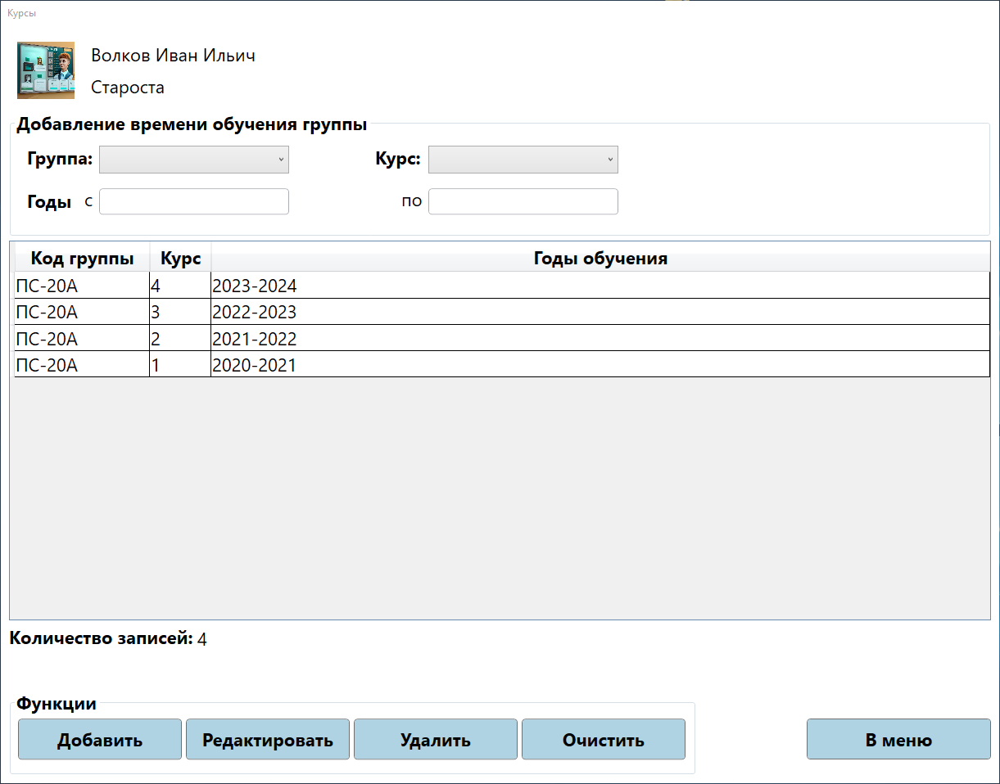 Курсы
Волков Иван Ильич
Староста
Добавление времени обучения группы
Группа: Курс:
Годы с по
Код группы Курс Годы обучения
ПС-20А 4 2023-2024
ПС-20А 3 2022-2023
ПС-20А 2 2021-2022
ПС-20А 1 2020-2021
Количество записей: 4
Функции
Добавить Редактировать Удалить Очистить В меню